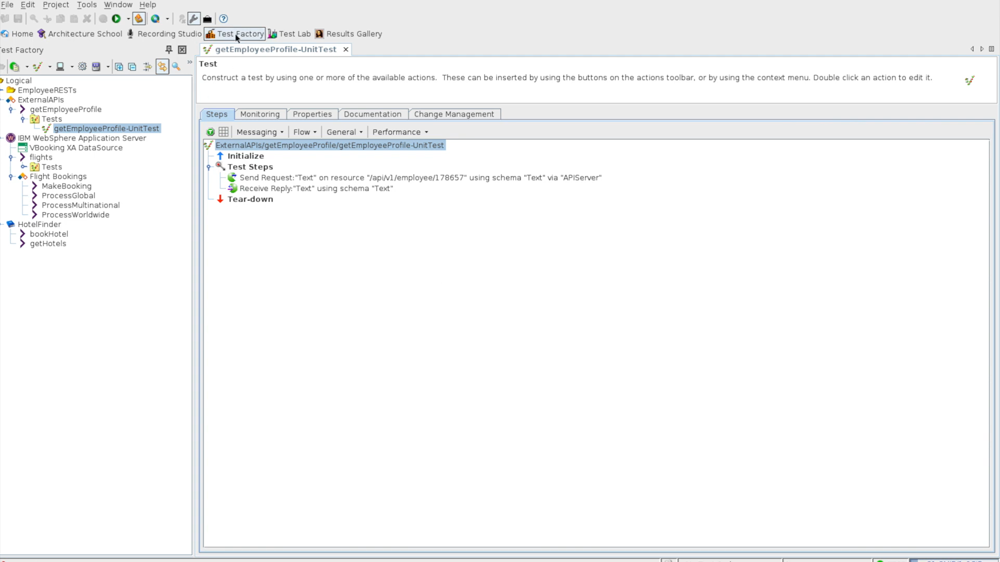 File Edit Project Tools Window Help
Home Architecture School Recording Studio Test Factory Test Lab Results Gallery
est Factory
getEmployeeProfile-UnitTest
Test
Construct a test by using one or more of the available actions. These can be inserted by using the buttons on the actions toolbar, or by using the context menu. Double click an action to edit it.
Logical
EmployeeRESTs
ExternalAPIs
getEmployeeProfile
Tests
getEmployeeProfile-UnitTest
IBM WebSphere Application Server
VBooking XA DataSource
flights
Tests
Flight Bookings
MakeBooking
ProcessGlobal
ProcessMultinational
ProcessWorldwide
HotelFinder
bookHotel
getHotels
Steps Monitoring Properties Documentation Change Management
Messaging Flow General Performance
ExternalAPIs/getEmployeeProfile/getEmployeeProfile-UnitTest
Initialize
Test Steps
Send Request:"Text" on resource "/api/v1/employee/178657" using schema "Text" via "APIServer"
Receive Reply:"Text" using schema "Text"
Tear-down